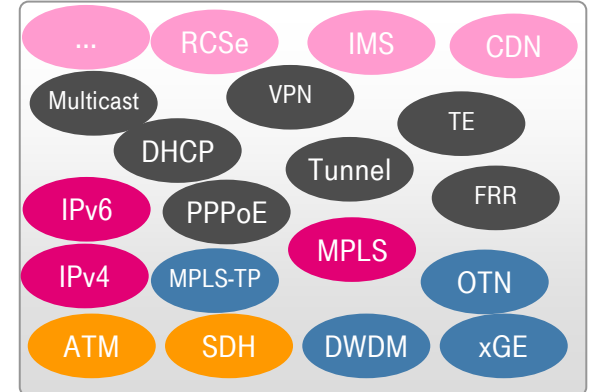 ...
RCSe
IMS
CDN
Multicast
VPN
TE
DHCP
Tunnel
FRR
IPv6
PPPoE
MPLS
IPv4
MPLS-TP
OTN
ATM
SDH
DWDM
xGE